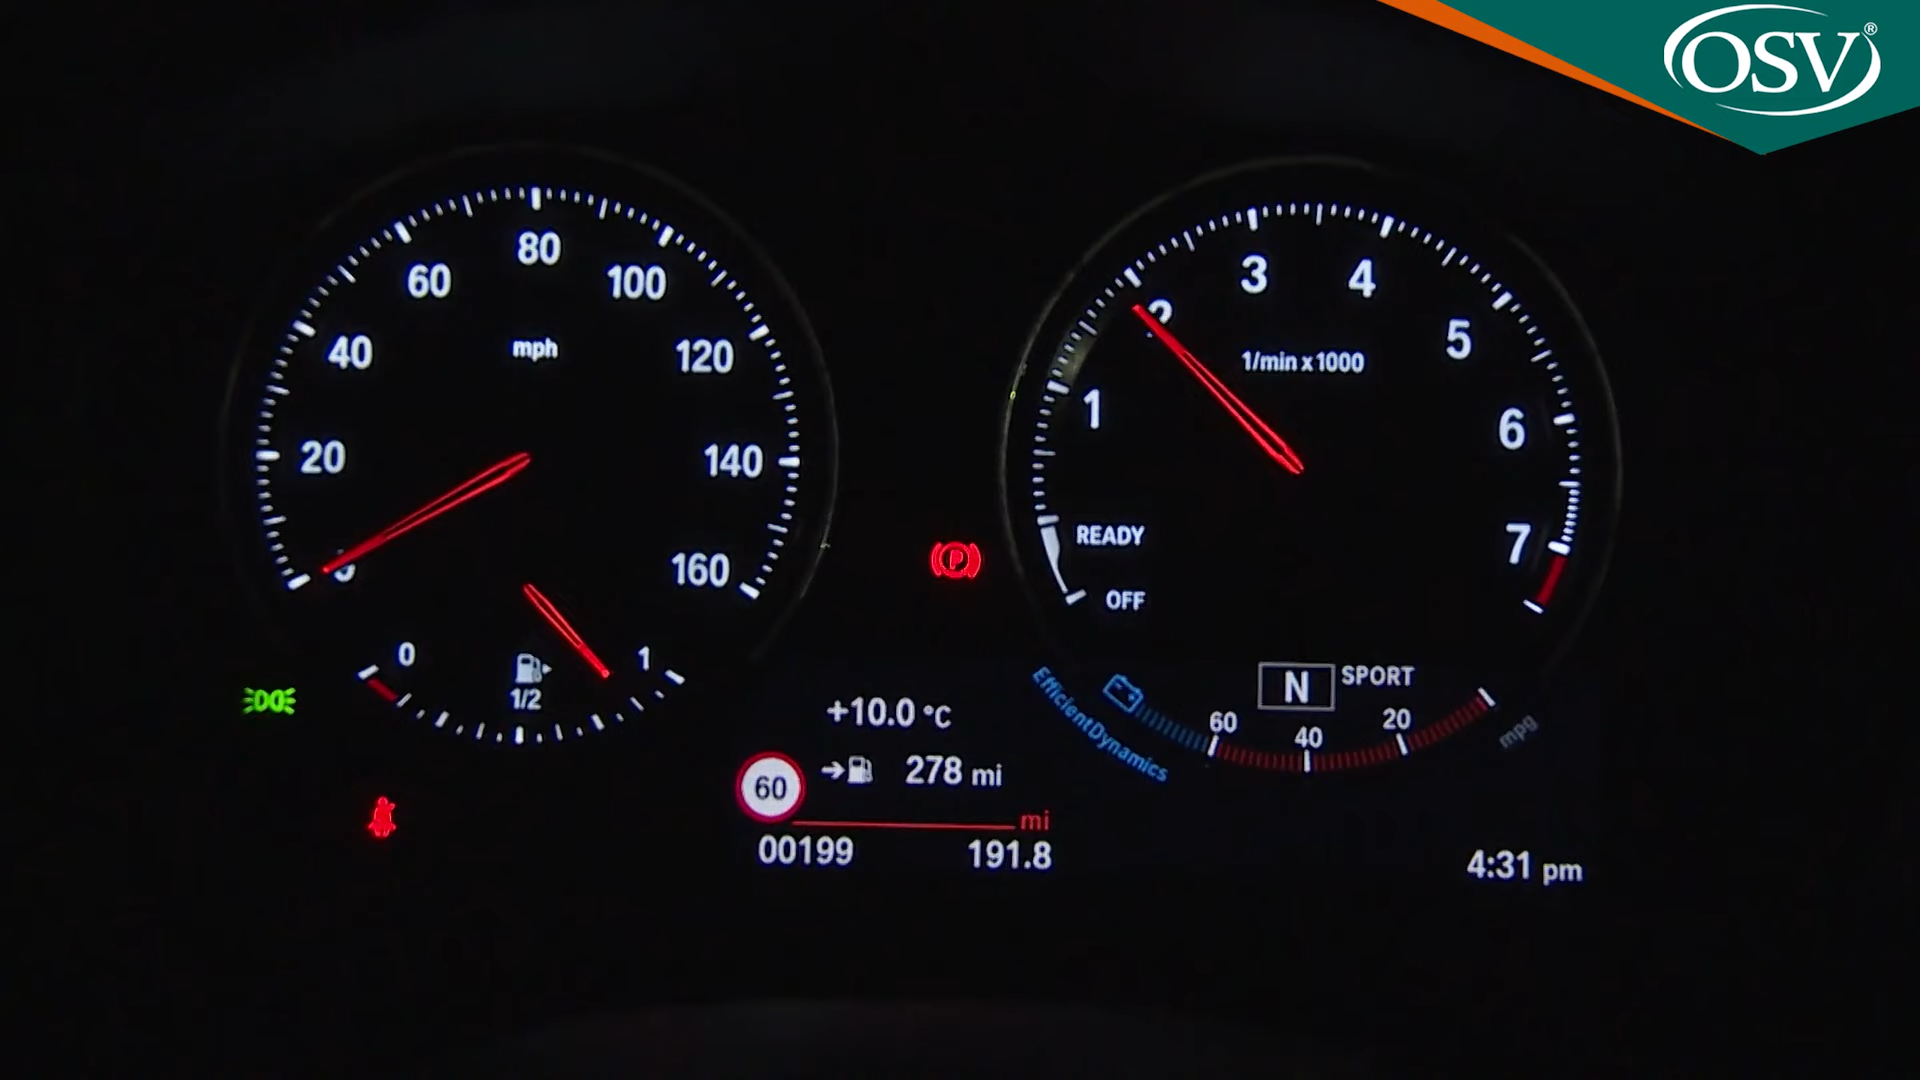 OSV®
80
60
100
40
mph
120
20
140
0
160
0
1/2
1
3
4
2
5
1/min x 1000
1
6
READY
7
OFF
P
N
SPORT
60
40
20
mpg
EfficientDynamics
+10.0 °C
60
278 mi
mi
00199
191.8
4:31 pm